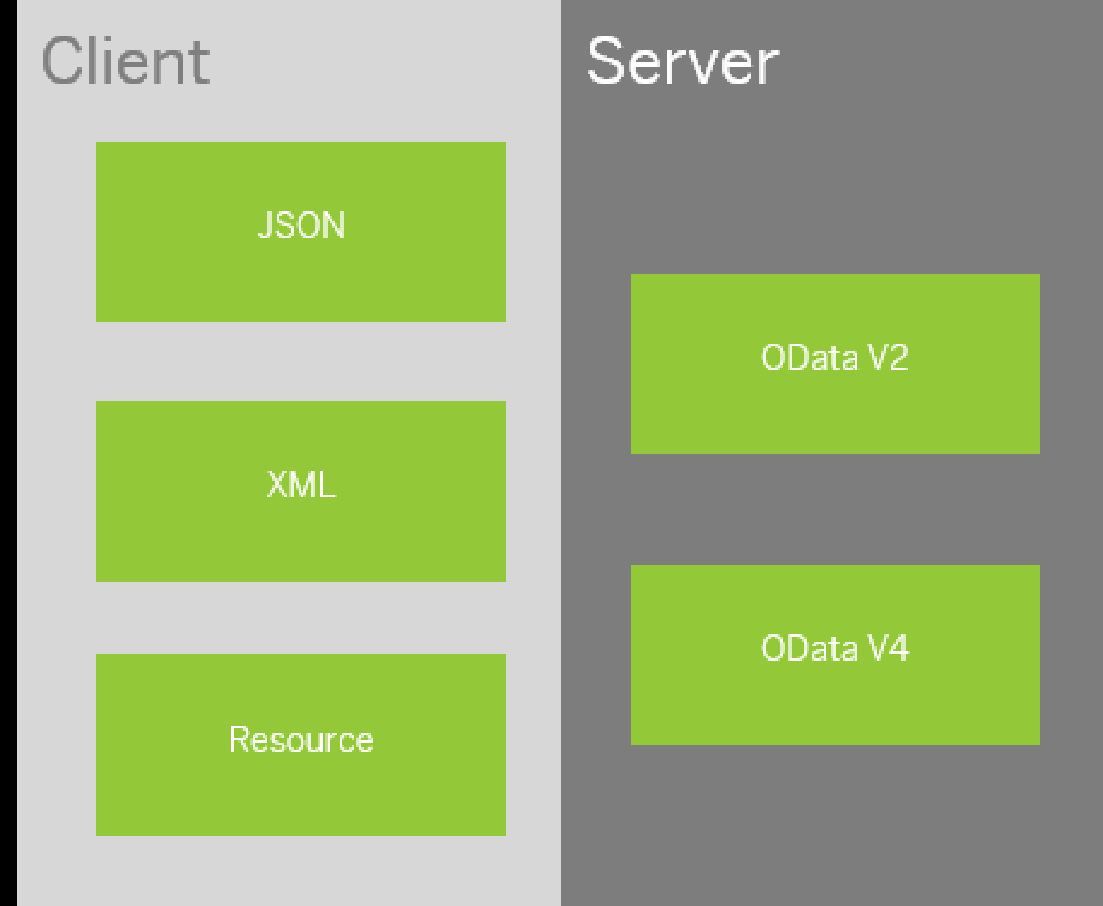 Client
JSON
XML
Resource
Server
OData V2
OData V4